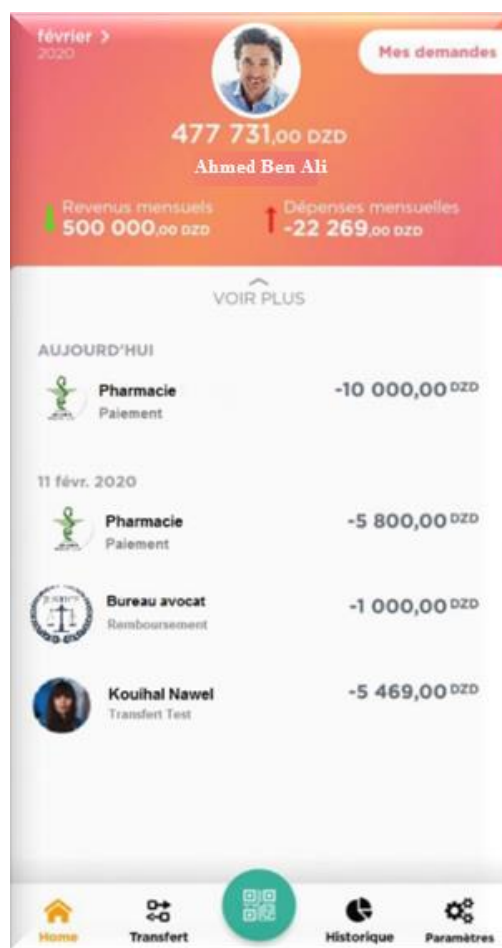 février >
2020
Mes demandes
477 731,00 DZD
Ahmed Ben Ali
Revenus mensuels
500 000,00 DZD
Dépenses mensuelles
-22 269,00 DZD
VOIR PLUS
AUJOURD'HUI
Pharmacie
-10 000,00 DZD
Paiement
11 févr. 2020
Pharmacie
-5 800,00 DZD
Paiement
Bureau avocat
-1 000,00 DZD
Remboursement
Kouihal Nawel
-5 469,00 DZD
Transfert Test
Home
Transfert
Historique
Paramètres